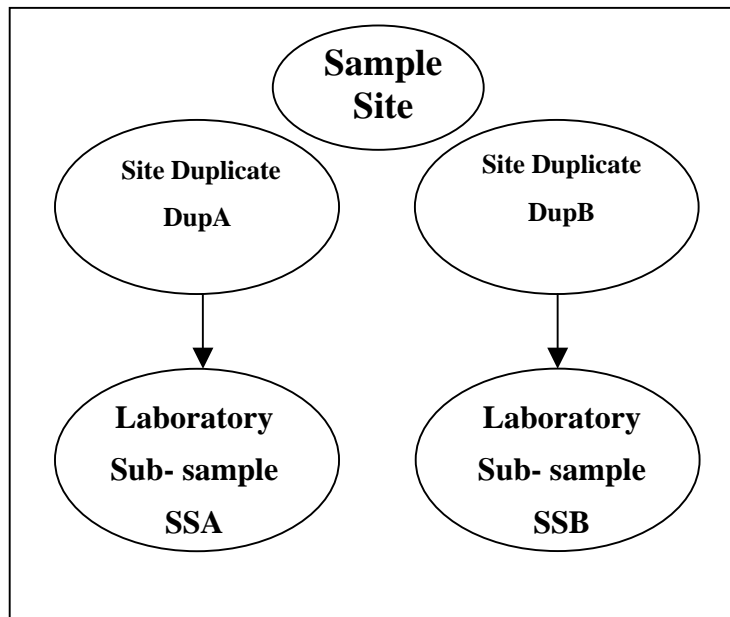 Sample
Site
Site Duplicate
DupA
Site Duplicate
DupB
Laboratory
Sub- sample
SSA
Laboratory
Sub- sample
SSB